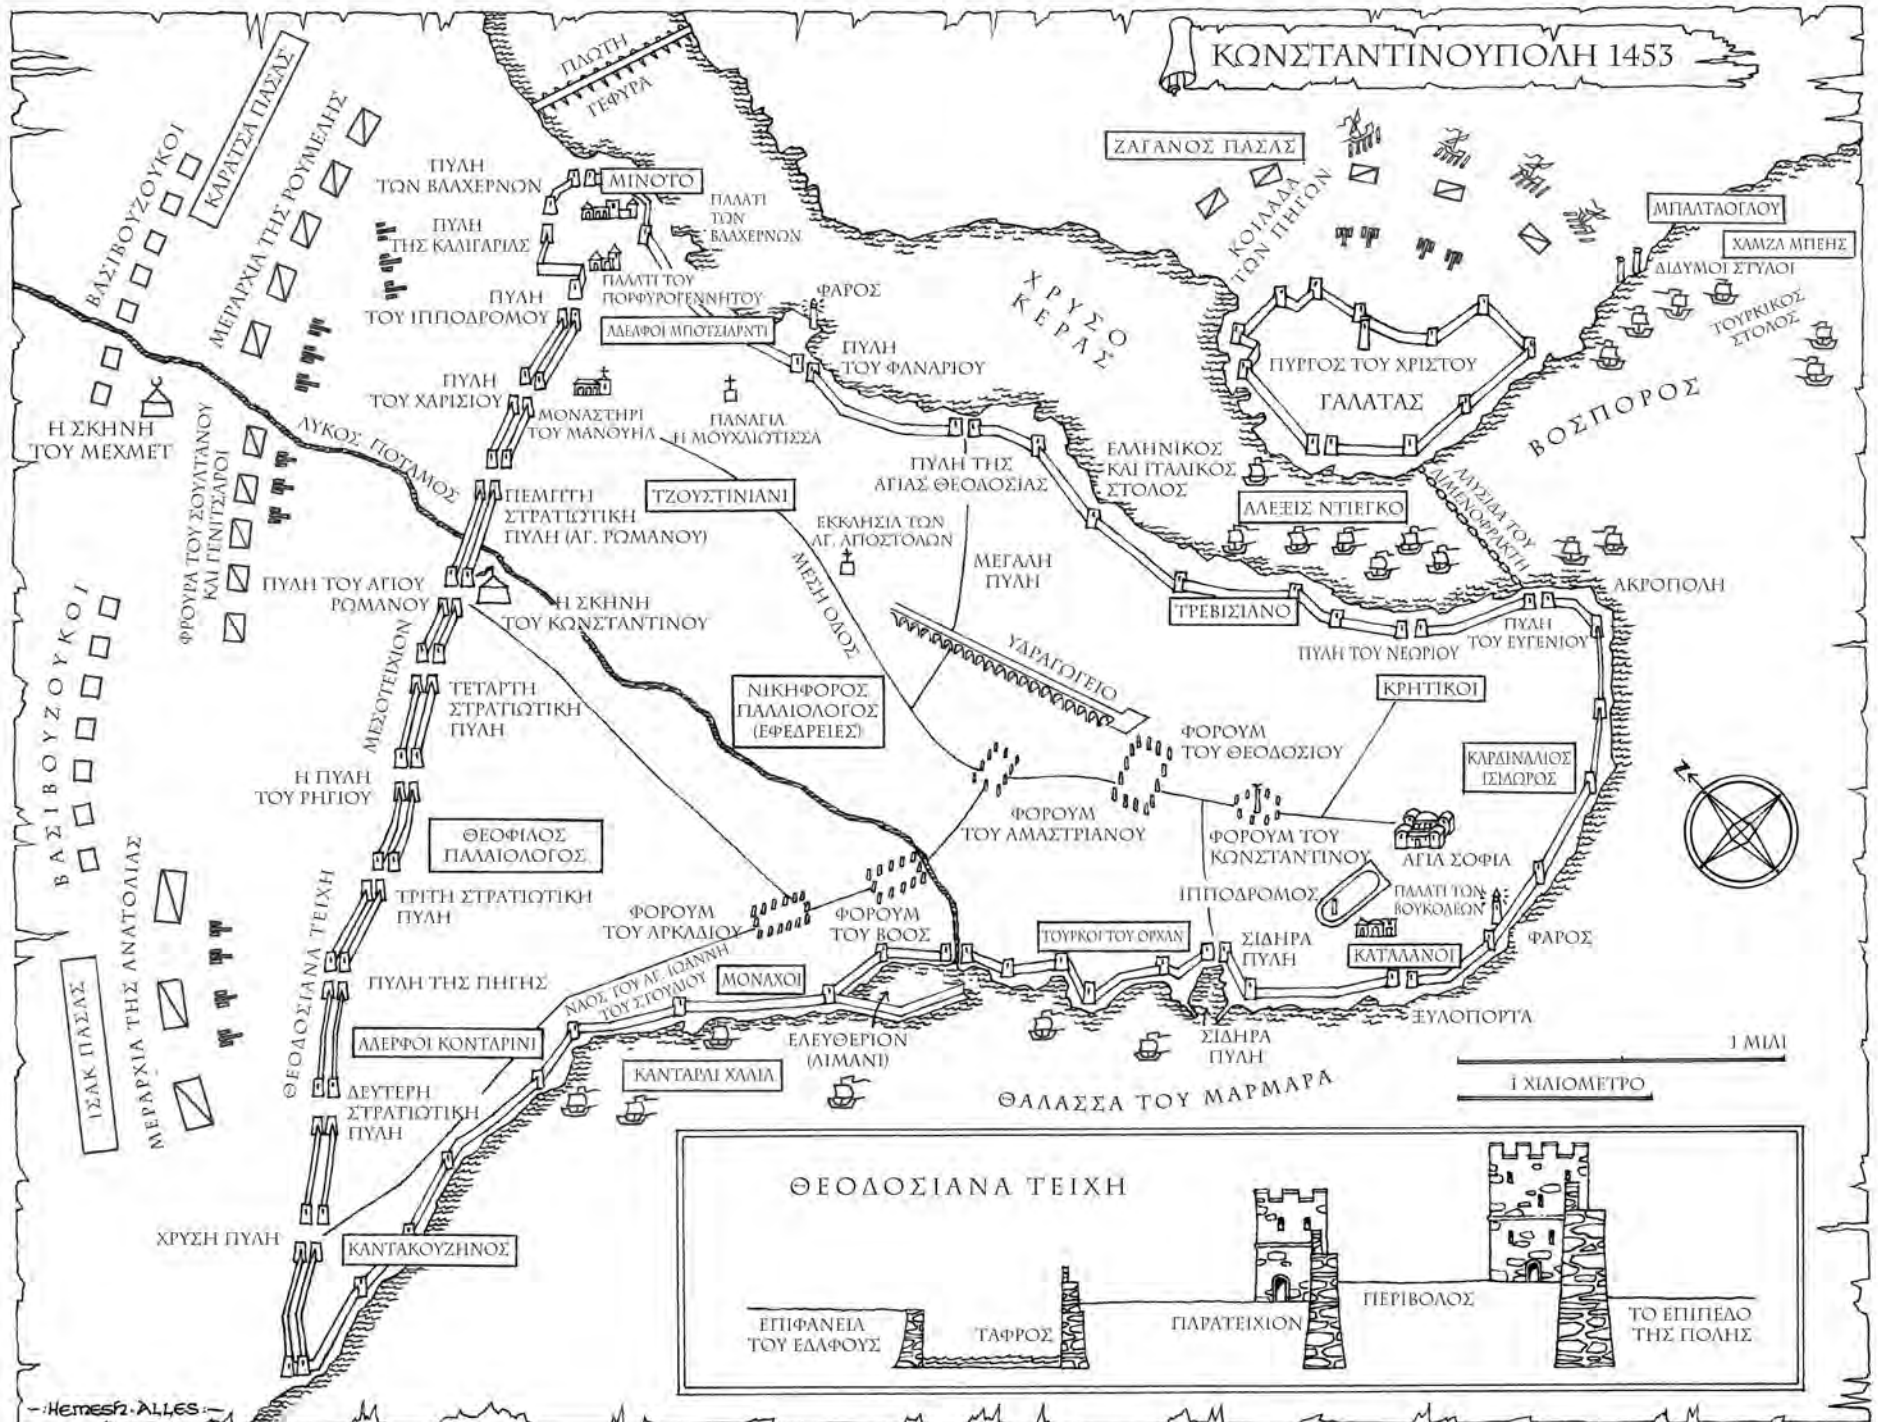 ΚΩΝΣΤΑΝΤΙΝΟΥΠΟΛΗ 1453
ΠΛΩΤΗ
ΓΕΦΥΡΑ
ΚΑΡΑΤΣΑ ΠΑΣΑΣ
ΒΑΣΙΒΟΥΖΟΥΚΟΙ
ΜΕΡΑΡΧΙΑ ΤΗΣ ΡΟΥΜΕΛΗΣ
ΠΥΛΗ
ΤΩΝ ΒΛΑΧΕΡΝΩΝ
ΜΙΝΟΤΟ
ΠΑΛΑΤΙ
ΤΩΝ
ΒΛΑΧΕΡΝΩΝ
ΠΥΛΗ
ΤΗΣ ΚΑΛΙΓΑΡΙΑΣ
ΠΑΛΑΤΙ ΤΟΥ
ΠΟΡΦΥΡΟΓΕΝΝΗΤΟΥ
ΠΥΛΗ
ΤΟΥ ΙΠΠΟΔΡΟΜΟΥ
ΑΔΕΛΦΟΙ ΜΠΟΤΣΙΑΡΝΤΙ
ΦΑΡΟΣ
ΠΥΛΗ
ΤΟΥ ΦΑΝΑΡΙΟΥ
ΧΡΥΣΟ
ΚΕΡΑΣ
ΖΑΓΑΝΟΣ ΠΑΣΑΣ
ΚΟΙΛΑΔΑ
ΤΩΝ ΠΗΓΩΝ
ΜΠΑΛΤΑΟΓΛΟΥ
ΧΑΜΖΑ ΜΠΕΗΣ
ΔΙΔΥΜΟΙ ΣΤΥΛΟΙ
ΤΟΥΡΚΙΚΟΣ
ΣΤΟΛΟΣ
ΠΥΡΓΟΣ ΤΟΥ ΧΡΙΣΤΟΥ
ΓΑΛΑΤΑΣ
ΒΟΣΠΟΡΟΣ
Η ΣΚΗΝΗ
ΤΟΥ ΜΕΧΜΕΤ
ΛΥΚΟΣ ΠΟΤΑΜΟΣ
ΦΡΟΥΡΑ ΤΟΥ ΣΟΥΛΤΑΝΟΥ
ΚΑΙ ΓΕΝΙΤΣΑΡΟΙ
ΠΥΛΗ
ΤΟΥ ΧΑΡΙΣΙΟΥ
ΜΟΝΑΣΤΗΡΙ
ΤΟΥ ΜΑΝΟΥΗΛ
ΠΑΝΑΓΙΑ
Η ΜΟΥΧΛΙΩΤΙΣΣΑ
ΠΥΛΗ ΤΗΣ
ΑΓΙΑΣ ΘΕΟΔΟΣΙΑΣ
ΕΛΛΗΝΙΚΟΣ
ΚΑΙ ΙΤΑΛΙΚΟΣ
ΣΤΟΛΟΣ
ΑΛΕΞΙΣ ΝΤΙΕΓΚΟ
ΑΛΥΣΙΔΑ ΤΟΥ
ΛΙΜΕΝΟΦΡΑΚΤΗ
ΠΕΜΠΤΗ
ΣΤΡΑΤΙΩΤΙΚΗ
ΠΥΛΗ (ΑΓ. ΡΩΜΑΝΟΥ)
ΤΖΟΥΣΤΙΝΙΑΝΙ
ΕΚΚΛΗΣΙΑ ΤΩΝ
ΑΓ. ΑΠΟΣΤΟΛΩΝ
ΜΕΣΗ ΟΔΟΣ
ΜΕΓΑΛΗ
ΠΥΛΗ
ΠΥΛΗ ΤΟΥ ΑΓΙΟΥ
ΡΩΜΑΝΟΥ
Η ΣΚΗΝΗ
ΤΟΥ ΚΩΝΣΤΑΝΤΙΝΟΥ
ΤΡΕΒΙΣΙΑΝΟ
ΑΚΡΟΠΟΛΗ
ΠΥΛΗ
ΤΟΥ ΕΥΓΕΝΙΟΥ
ΠΥΛΗ ΤΟΥ ΝΕΩΡΙΟΥ
ΒΑΣΙΒΟΥΖΟΥΚΟΙ
ΜΕΣΟΤΕΙΧΙΟΝ
ΤΕΤΑΡΤΗ
ΣΤΡΑΤΙΩΤΙΚΗ
ΠΥΛΗ
ΥΔΡΑΓΩΓΕΙΟ
ΝΙΚΗΦΟΡΟΣ
ΠΑΛΑΙΟΛΟΓΟΣ
(ΕΦΕΔΡΕΙΕΣ)
ΚΡΗΤΙΚΟΙ
ΦΟΡΟΥΜ
ΤΟΥ ΘΕΟΔΟΣΙΟΥ
ΚΑΡΔΙΝΑΛΙΟΣ
ΙΣΙΔΩΡΟΣ
N
Η ΠΥΛΗ
ΤΟΥ ΡΗΓΙΟΥ
ΘΕΟΦΙΛΟΣ
ΠΑΛΑΙΟΛΟΓΟΣ
ΦΟΡΟΥΜ
ΤΟΥ ΑΜΑΣΤΡΙΑΝΟΥ
ΦΟΡΟΥΜ ΤΟΥ
ΚΩΝΣΤΑΝΤΙΝΟΥ
ΑΓΙΑ ΣΟΦΙΑ
ΙΠΠΟΔΡΟΜΟΣ
ΠΑΛΑΤΙ ΤΩΝ
ΒΟΥΚΟΛΕΩΝ
ΦΑΡΟΣ
ΜΕΡΑΡΧΙΑ ΤΗΣ ΑΝΑΤΟΛΙΑΣ
ΙΣΑΚ ΠΑΣΑΣ
ΘΕΟΔΟΣΙΑΝΑ ΤΕΙΧΗ
ΤΡΙΤΗ ΣΤΡΑΤΙΩΤΙΚΗ
ΠΥΛΗ
ΦΟΡΟΥΜ
ΤΟΥ ΑΡΚΑΔΙΟΥ
ΦΟΡΟΥΜ
ΤΟΥ ΒΟΟΣ
ΤΟΥΡΚΟΙ ΤΟΥ ΟΡΧΑΝ
ΣΙΔΗΡΑ
ΠΥΛΗ
ΚΑΤΑΛΑΝΟΙ
ΞΥΛΟΠΟΡΤΑ
ΠΥΛΗ ΤΗΣ ΠΗΓΗΣ
ΝΑΟΣ ΤΟΥ ΑΓ. ΙΩΑΝΝΗ
ΤΟΥ ΣΤΟΥΔΙΟΥ
ΜΟΝΑΧΟΙ
ΑΔΕΡΦΟΙ ΚΟΝΤΑΡΙΝΙ
ΕΛΕΥΘΕΡΙΟΝ
(ΛΙΜΑΝΙ)
ΣΙΔΗΡΑ
ΠΥΛΗ
ΚΑΝΤΑΡΛΙ ΧΑΛΙΛ
ΘΑΛΑΣΣΑ ΤΟΥ ΜΑΡΜΑΡΑ
1 ΜΙΛΙ
1 ΧΙΛΙΟΜΕΤΡΟ
ΔΕΥΤΕΡΗ
ΣΤΡΑΤΙΩΤΙΚΗ
ΠΥΛΗ
ΧΡΥΣΗ ΠΥΛΗ
ΚΑΝΤΑΚΟΥΖΗΝΟΣ
ΘΕΟΔΟΣΙΑΝΑ ΤΕΙΧΗ
ΕΠΙΦΑΝΕΙΑ
ΤΟΥ ΕΔΑΦΟΥΣ
ΤΑΦΡΟΣ
ΠΑΡΑΤΕΙΧΙΟΝ
ΠΕΡΙΒΟΛΟΣ
ΤΟ ΕΠΙΠΕΔΟ
ΤΗΣ ΠΟΛΗΣ
HEMESH·ALLES